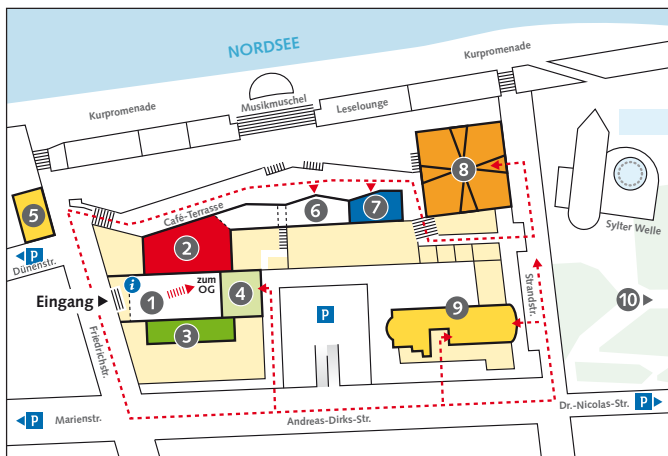 NORDSEE
Kurpromenade
Kurpromenade
Musikmuschel
Leselounge
8
Café-Terrasse
6
7
5
Sylter Welle
2
P
Dünenstr.
i
zum
OG
Eingang
1
4
Strandstr.
10
9
P
3
Friedrichstr.
P
Marienstr.
Andreas-Dirks-Str.
Dr.-Nicolas-Str.
P